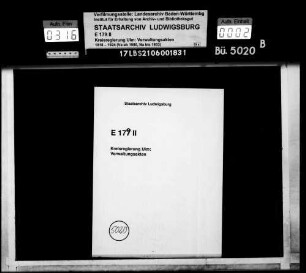 Aufn. Film
0316
Verfilmungsstelle: Landesarchiv Baden-Württemberg
Institut für Erhaltung von Archiv- und Bibliotheksgut
STAATSARCHIV LUDWIGSBURG
E 179 II
Kreisregierung Ulm: Verwaltungsakten
17LBS2106001831
Aufn. Einheit
0002
Bü. 5020 B
Staatsarchiv Ludwigsburg
E 179 II
Kreisregierung Ulm:
Verwaltungsakten
5020